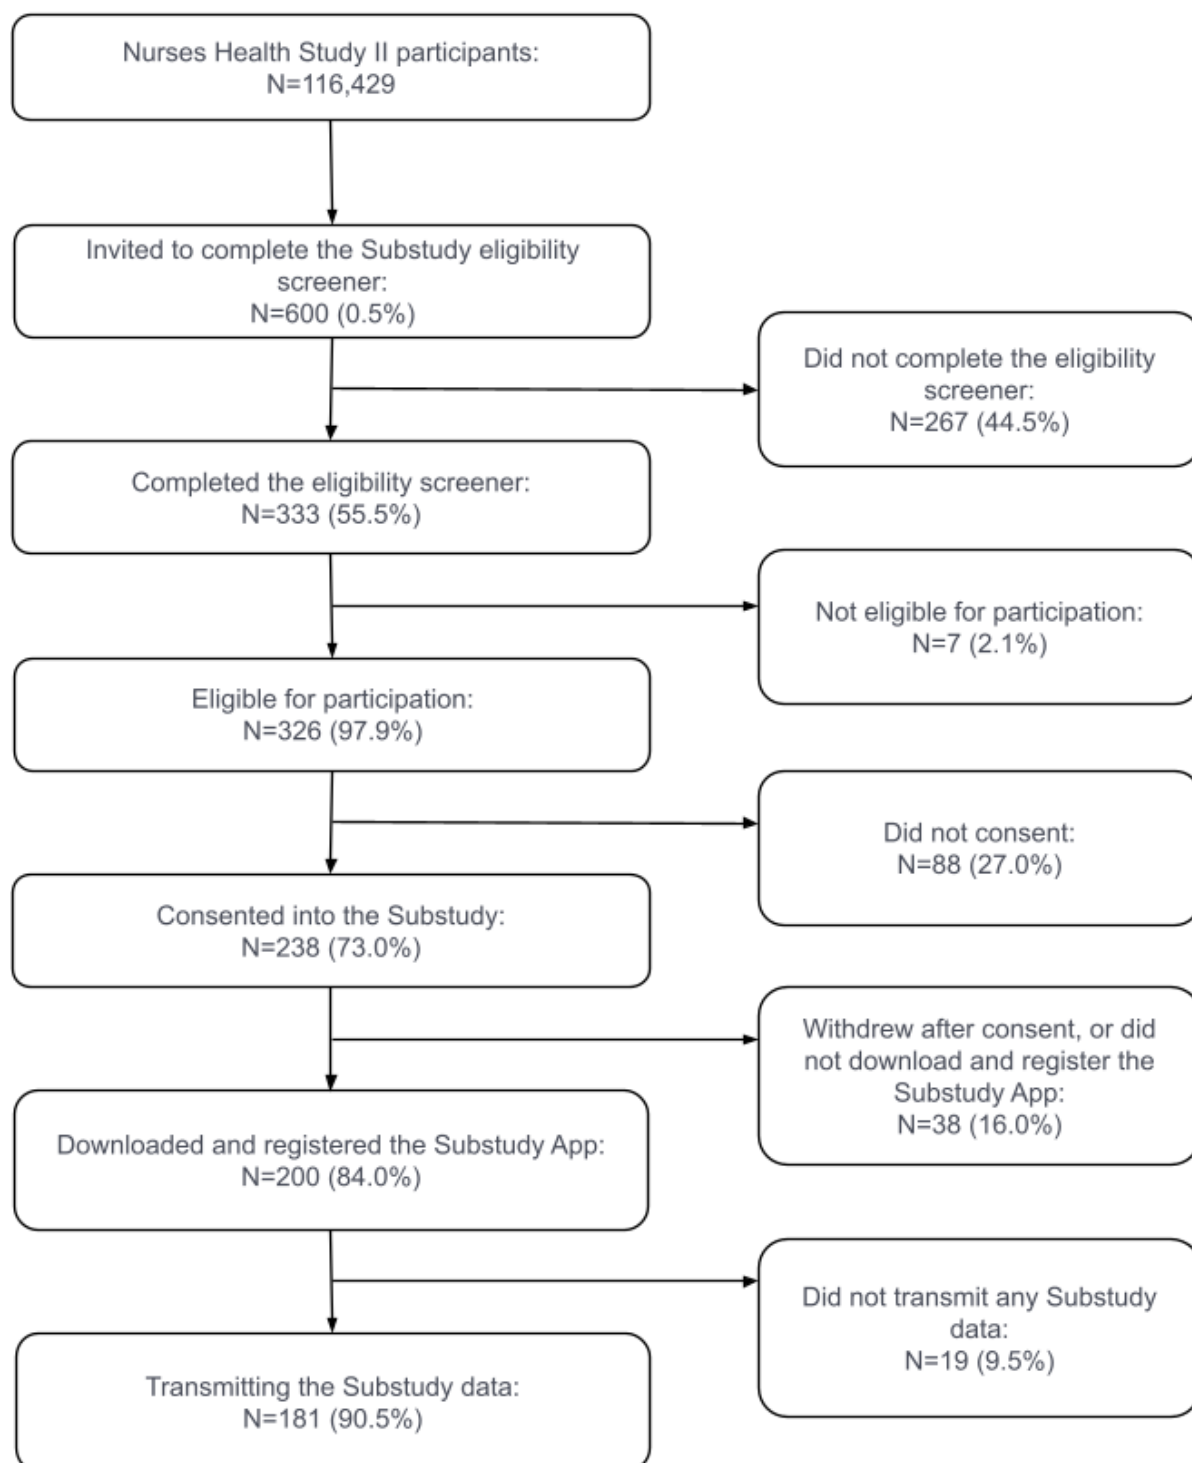 Nurses Health Study II participants:
N=116,429
Invited to complete the Substudy eligibility
screener:
N=600 (0.5%)
Did not complete the eligibility
screener:
N=267 (44.5%)
Completed the eligibility screener:
N=333 (55.5%)
Not eligible for participation:
N=7 (2.1%)
Eligible for participation:
N=326 (97.9%)
Did not consent:
N=88 (27.0%)
Consented into the Substudy:
N=238 (73.0%)
Withdrew after consent, or did
not download and register the
Substudy App:
N=38 (16.0%)
Downloaded and registered the Substudy App:
N=200 (84.0%)
Did not transmit any Substudy
data:
N=19 (9.5%)
Transmitting the Substudy data:
N=181 (90.5%)